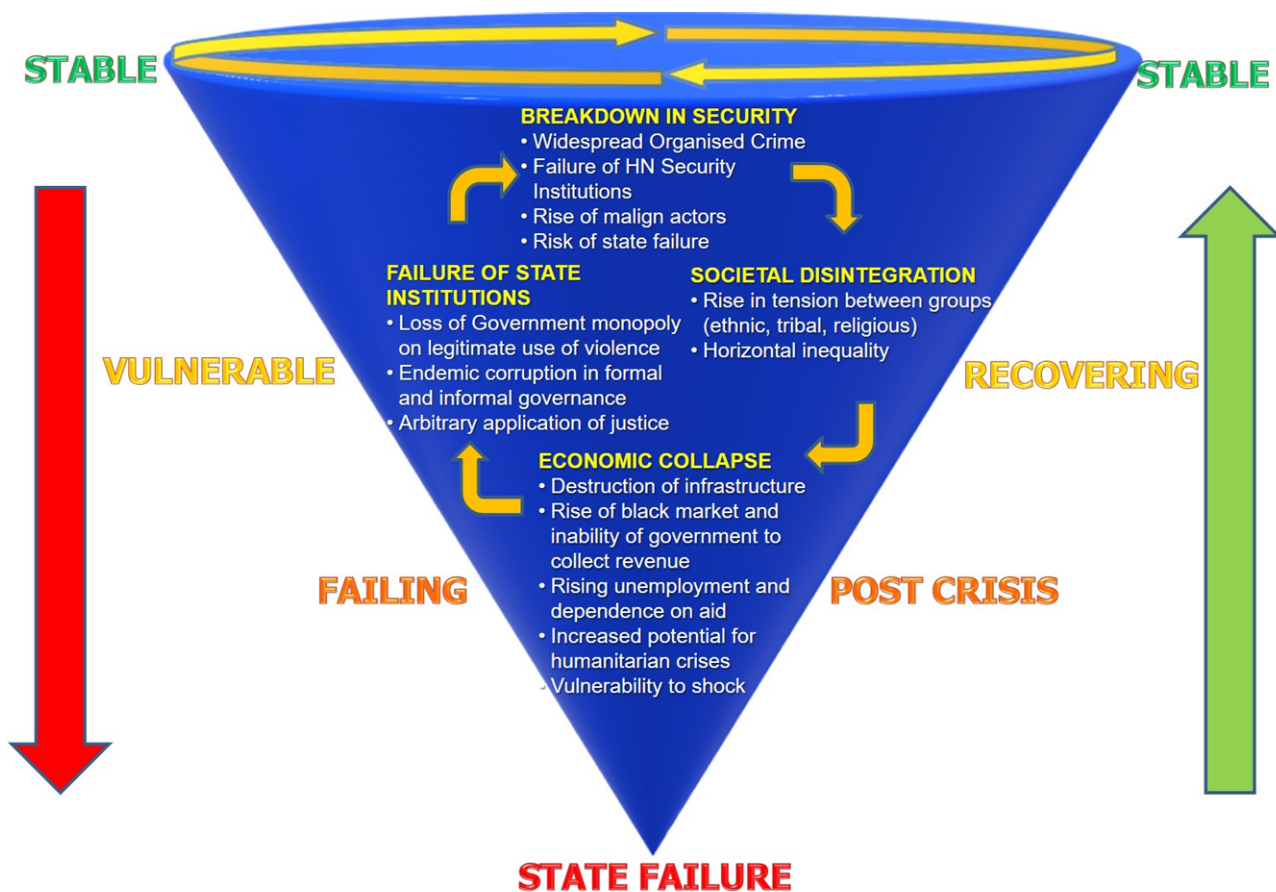 STABLE
STABLE
BREAKDOWN IN SECURITY
• Widespread Organised Crime
• Failure of HN Security
Institutions
• Rise of malign actors
• Risk of state failure
FAILURE OF STATE
INSTITUTIONS
• Loss of Government monopoly
on legitimate use of violence
• Endemic corruption in formal
and informal governance
• Arbitrary application of justice
SOCIETAL DISINTEGRATION
• Rise in tension between groups
(ethnic, tribal, religious)
• Horizontal inequality
VULNERABLE
RECOVERING
ECONOMIC COLLAPSE
• Destruction of infrastructure
• Rise of black market and
inability of government to
collect revenue
• Rising unemployment and
dependence on aid
• Increased potential for
humanitarian crises
• Vulnerability to shock
FAILING
POST CRISIS
STATE FAILURE